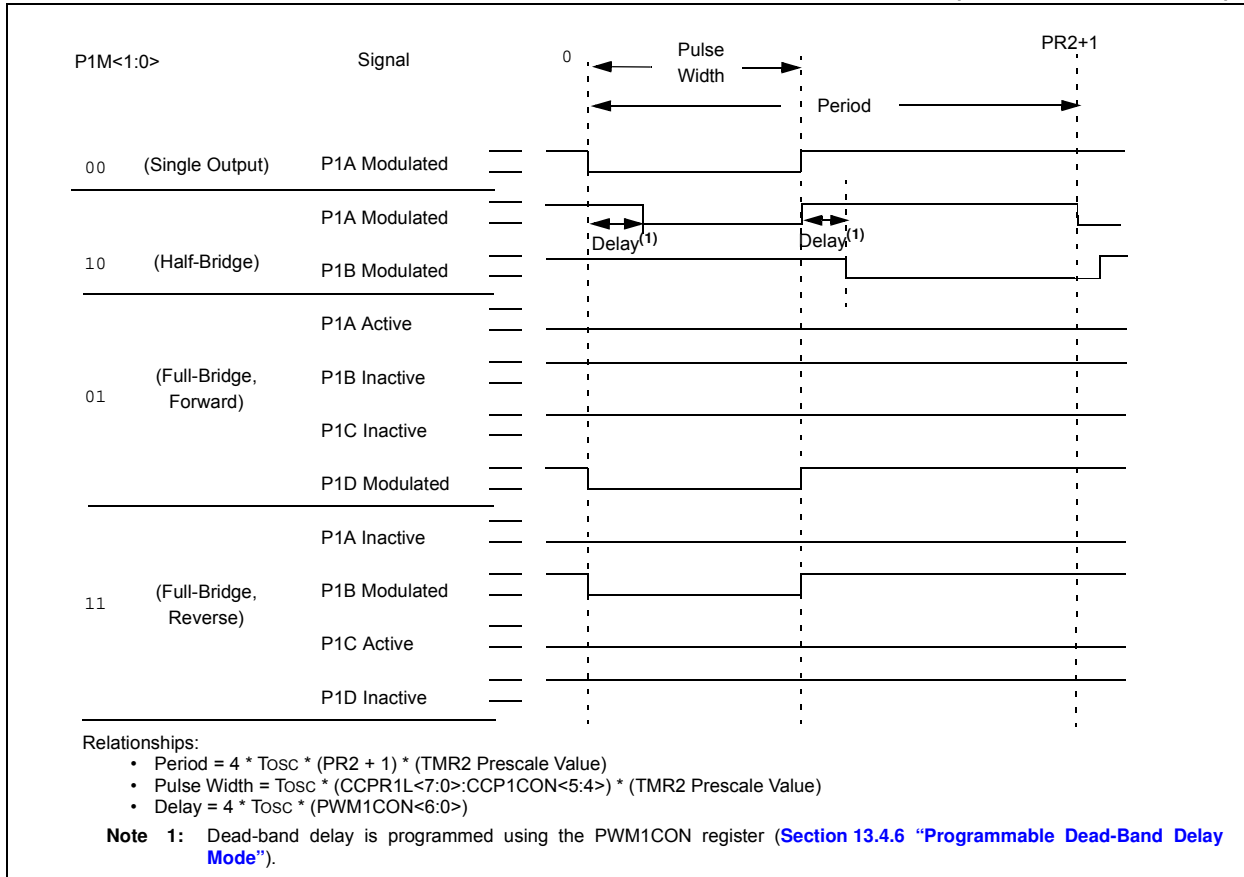 P1M<1:0> Signal 0 Pulse Width PR2+1
Period
00 (Single Output) P1A Modulated
P1A Modulated
Delay(1) Delay(1)
10 (Half-Bridge) P1B Modulated
P1A Active
01 (Full-Bridge, Forward) P1B Inactive
P1C Inactive
P1D Modulated
P1A Inactive
11 (Full-Bridge, Reverse) P1B Modulated
P1C Active
P1D Inactive
Relationships:
• Period = 4 * TOSC * (PR2 + 1) * (TMR2 Prescale Value)
• Pulse Width = TOSC * (CCPR1L<7:0>:CCP1CON<5:4>) * (TMR2 Prescale Value)
• Delay = 4 * TOSC * (PWM1CON<6:0>)
Note 1: Dead-band delay is programmed using the PWM1CON register (Section 13.4.6 “Programmable Dead-Band Delay
Mode”).